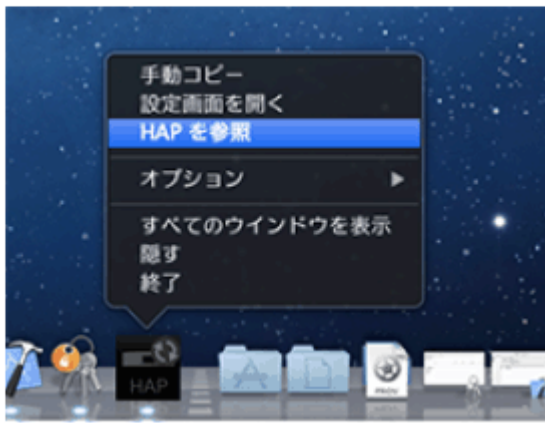 手動コピー
設定画面を開く
HAP を参照
オプション
すべてのウインドウを表示
隠す
終了
HAP